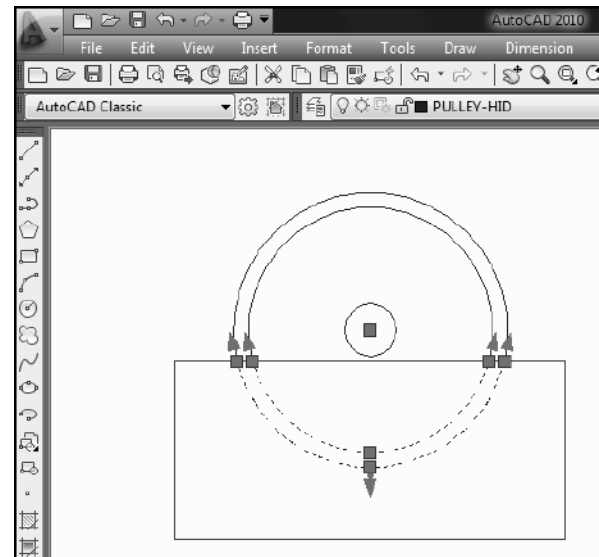 AutoCAD 2010
File Edit View Insert Format Tools Draw Dimension
AutoCAD Classic PULLEY-HID